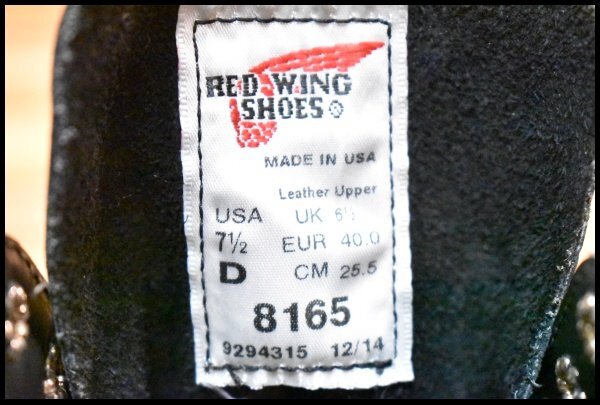 RED WING
SHOES®
MADE IN USA
Leather Upper
USA UK 6½
7½ EUR 40.0
D CM 25.5
8165
9294315 12/14